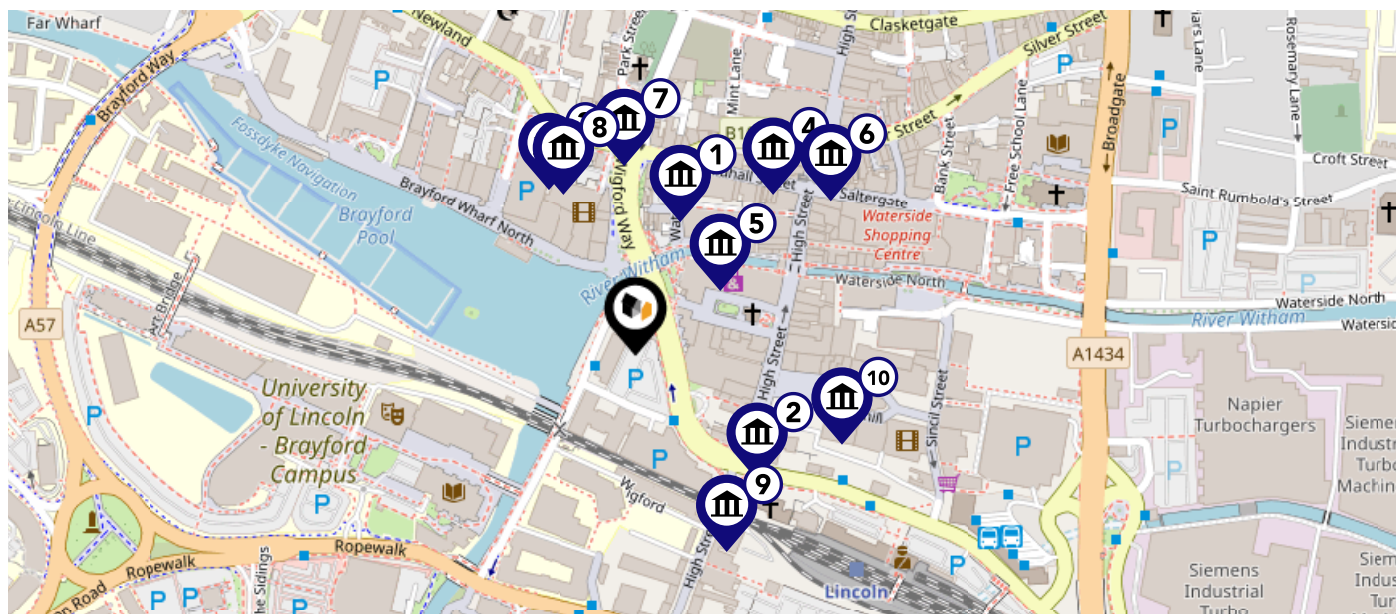 Far Wharf
Newland
Park Street
High St
Clasketgate
Silver Street
Friars Lane
Rosemary Lane
Brayford Way
P
7
Mint Lane
P
Broadgate
8
B1
4
6
Street
Free School Lane
P
Fossdyke Navigation
1
Bank Street
Croft Street
P
Brayford
Pool
Brayford Wharf North
Wigford Way
Saltergate
Saint Rumbold's Street
Lincoln Line
5
High Street
Waterside
Shopping
Centre
P
River Witham
Waterside North
P
Art Bridge
Waterside North
River Witham
A57
High Street
A1434
University
of Lincoln
- Brayford
Campus
P
P
2
10
hill
Sincil Street
Napier
Turbochargers
P
P
P
P
9
Wigford
Ropewalk
Ropewalk
The Sidings
High Stre
P
Lincoln
Siemens
Industrial
Turbo
P
P
P